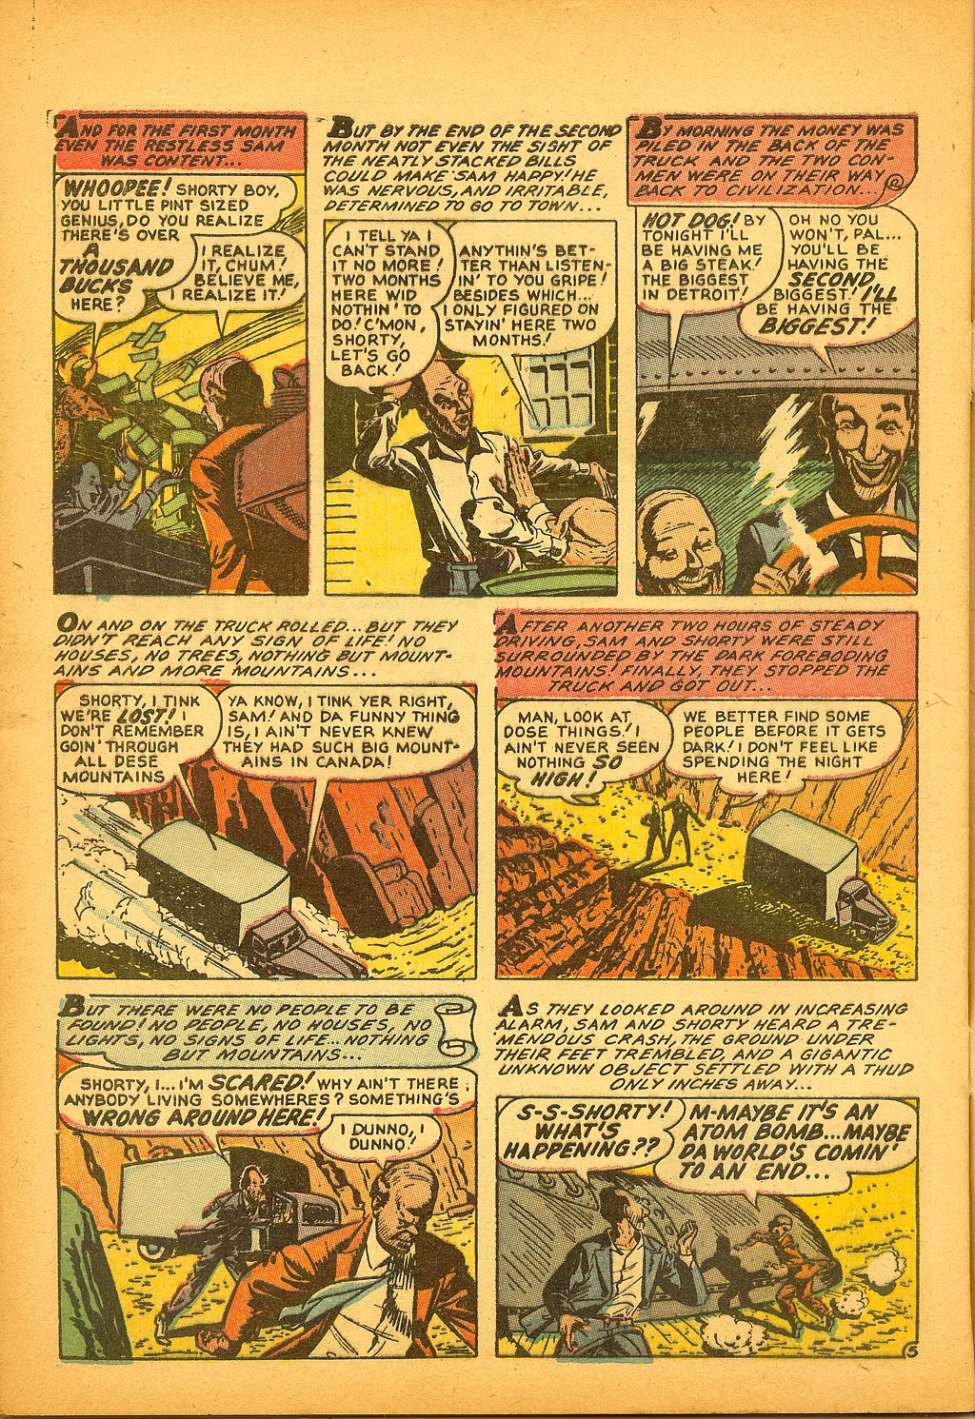 AND FOR THE FIRST MONTH
EVEN THE RESTLESS SAM
WAS CONTENT...
WHOOPEE! SHORTY BOY,
YOU LITTLE PINT SIZED
GENIUS, DO YOU REALIZE
THERE'S OVER
A
THOUSAND
BUCKS
HERE?
I REALIZE
IT, CHUM!
BELIEVE ME,
I REALIZE IT!
BUT BY THE END OF THE SECOND
MONTH NOT EVEN THE SIGHT OF
THE NEATLY STACKED BILLS
COULD MAKE SAM HAPPY! HE
WAS NERVOUS, AND IRRITABLE,
DETERMINED TO GO TO TOWN...
I TELL YA I
CAN'T STAND
IT NO MORE!
TWO MONTHS
HERE WID
NOTHIN' TO
DO! C'MON,
SHORTY,
LET'S GO
BACK!
ANYTHIN'S BET-
TER THAN LISTEN-
IN' TO YOU GRIPE!
BESIDES WHICH...
I ONLY FIGURED ON
STAYIN' HERE TWO
MONTHS!
BY MORNING THE MONEY WAS
PILED IN THE BACK OF THE
TRUCK AND THE TWO CON-
MEN WERE ON THEIR WAY
BACK TO CIVILIZATION...
HOT DOG! BY
TONIGHT I'LL
BE HAVING ME
A BIG STEAK!
THE BIGGEST
IN DETROIT!
OH NO YOU
WON'T, PAL...
YOU'LL BE
HAVING THE
SECOND
BIGGEST! I'LL
BE HAVING THE
BIGGEST!
ON AND ON THE TRUCK ROLLED... BUT THEY
DIDN'T REACH ANY SIGN OF LIFE! NO
HOUSES, NO TREES, NOTHING BUT MOUNT-
AINS AND MORE MOUNTAINS...
SHORTY, I TINK
WE'RE LOST! I
DON'T REMEMBER
GOIN' THROUGH
ALL DESE
MOUNTAINS
YA KNOW, I TINK YER RIGHT,
SAM! AND DA FUNNY THING
IS, I AIN'T NEVER KNEW
THEY HAD SUCH BIG MOUNT-
AINS IN CANADA!
AFTER ANOTHER TWO HOURS OF STEADY
DRIVING, SAM AND SHORTY WERE STILL
SURROUNDED BY THE DARK FOREBODING
MOUNTAINS! FINALLY, THEY STOPPED THE
TRUCK AND GOT OUT...
MAN, LOOK AT
DOSE THINGS! I
AIN'T NEVER SEEN
NOTHING SO
HIGH!
WE BETTER FIND SOME
PEOPLE BEFORE IT GETS
DARK! I DON'T FEEL LIKE
SPENDING THE NIGHT
HERE!
BUT THERE WERE NO PEOPLE TO BE
FOUND! NO PEOPLE, NO HOUSES, NO
LIGHTS, NO SIGNS OF LIFE... NOTHING
BUT MOUNTAINS...
SHORTY, I... I'M SCARED! WHY AIN'T THERE
ANYBODY LIVING SOMEWHERES? SOMETHING'S
WRONG AROUND HERE!
I DUNNO, I
DUNNO!
AS THEY LOOKED AROUND IN INCREASING
ALARM, SAM AND SHORTY HEARD A TRE-
MENDOUS CRASH, THE GROUND UNDER
THEIR FEET TREMBLED, AND A GIGANTIC
UNKNOWN OBJECT SETTLED WITH A THUD
ONLY INCHES AWAY...
S-S-SHORTY!
WHAT'S
HAPPENING??
M-MAYBE IT'S AN
ATOM BOMB... MAYBE
DA WORLD'S COMIN'
TO AN END...
5